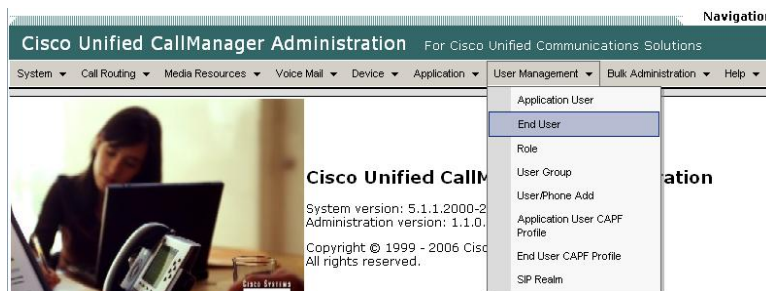 Navigation
Cisco Unified CallManager Administration For Cisco Unified Communications Solutions
System Call Routing Media Resources Voice Mail Device Application User Management Bulk Administration Help
Application User
End User
Role
User Group
User/Phone Add
Application User CAPF
Profile
End User CAPF Profile
SIP Realm
Cisco Unified CallM ation
System version: 5.1.1.2000-2
Administration version: 1.1.0.
Copyright © 1999 - 2006 Cisc
All rights reserved.
CISCO SYSTEMS